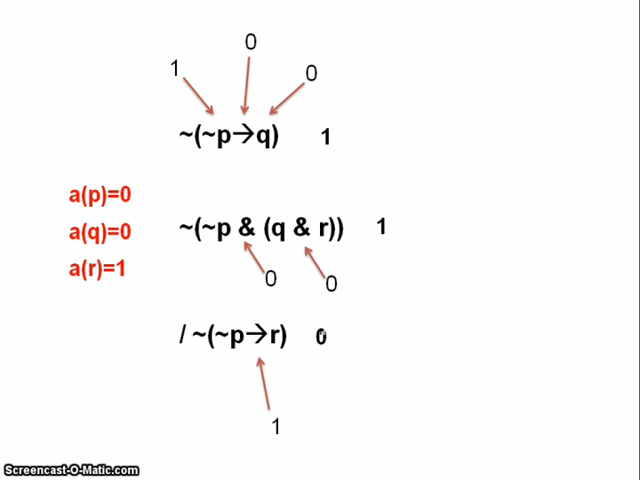 0
1
0
~(~p→q) 1
a(p)=0
a(q)=0
~(~p & (q & r)) 1
a(r)=1
0
0
/ ~(~p→r) 0
1
Screencast-O-Matic.com